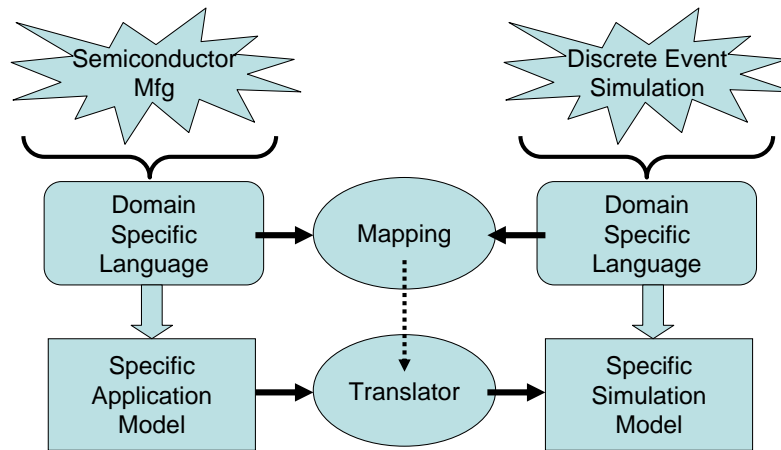 Semiconductor
Mfg
Discrete Event
Simulation
Domain
Specific
Language
Mapping
Domain
Specific
Language
Specific
Application
Model
Translator
Specific
Simulation
Model